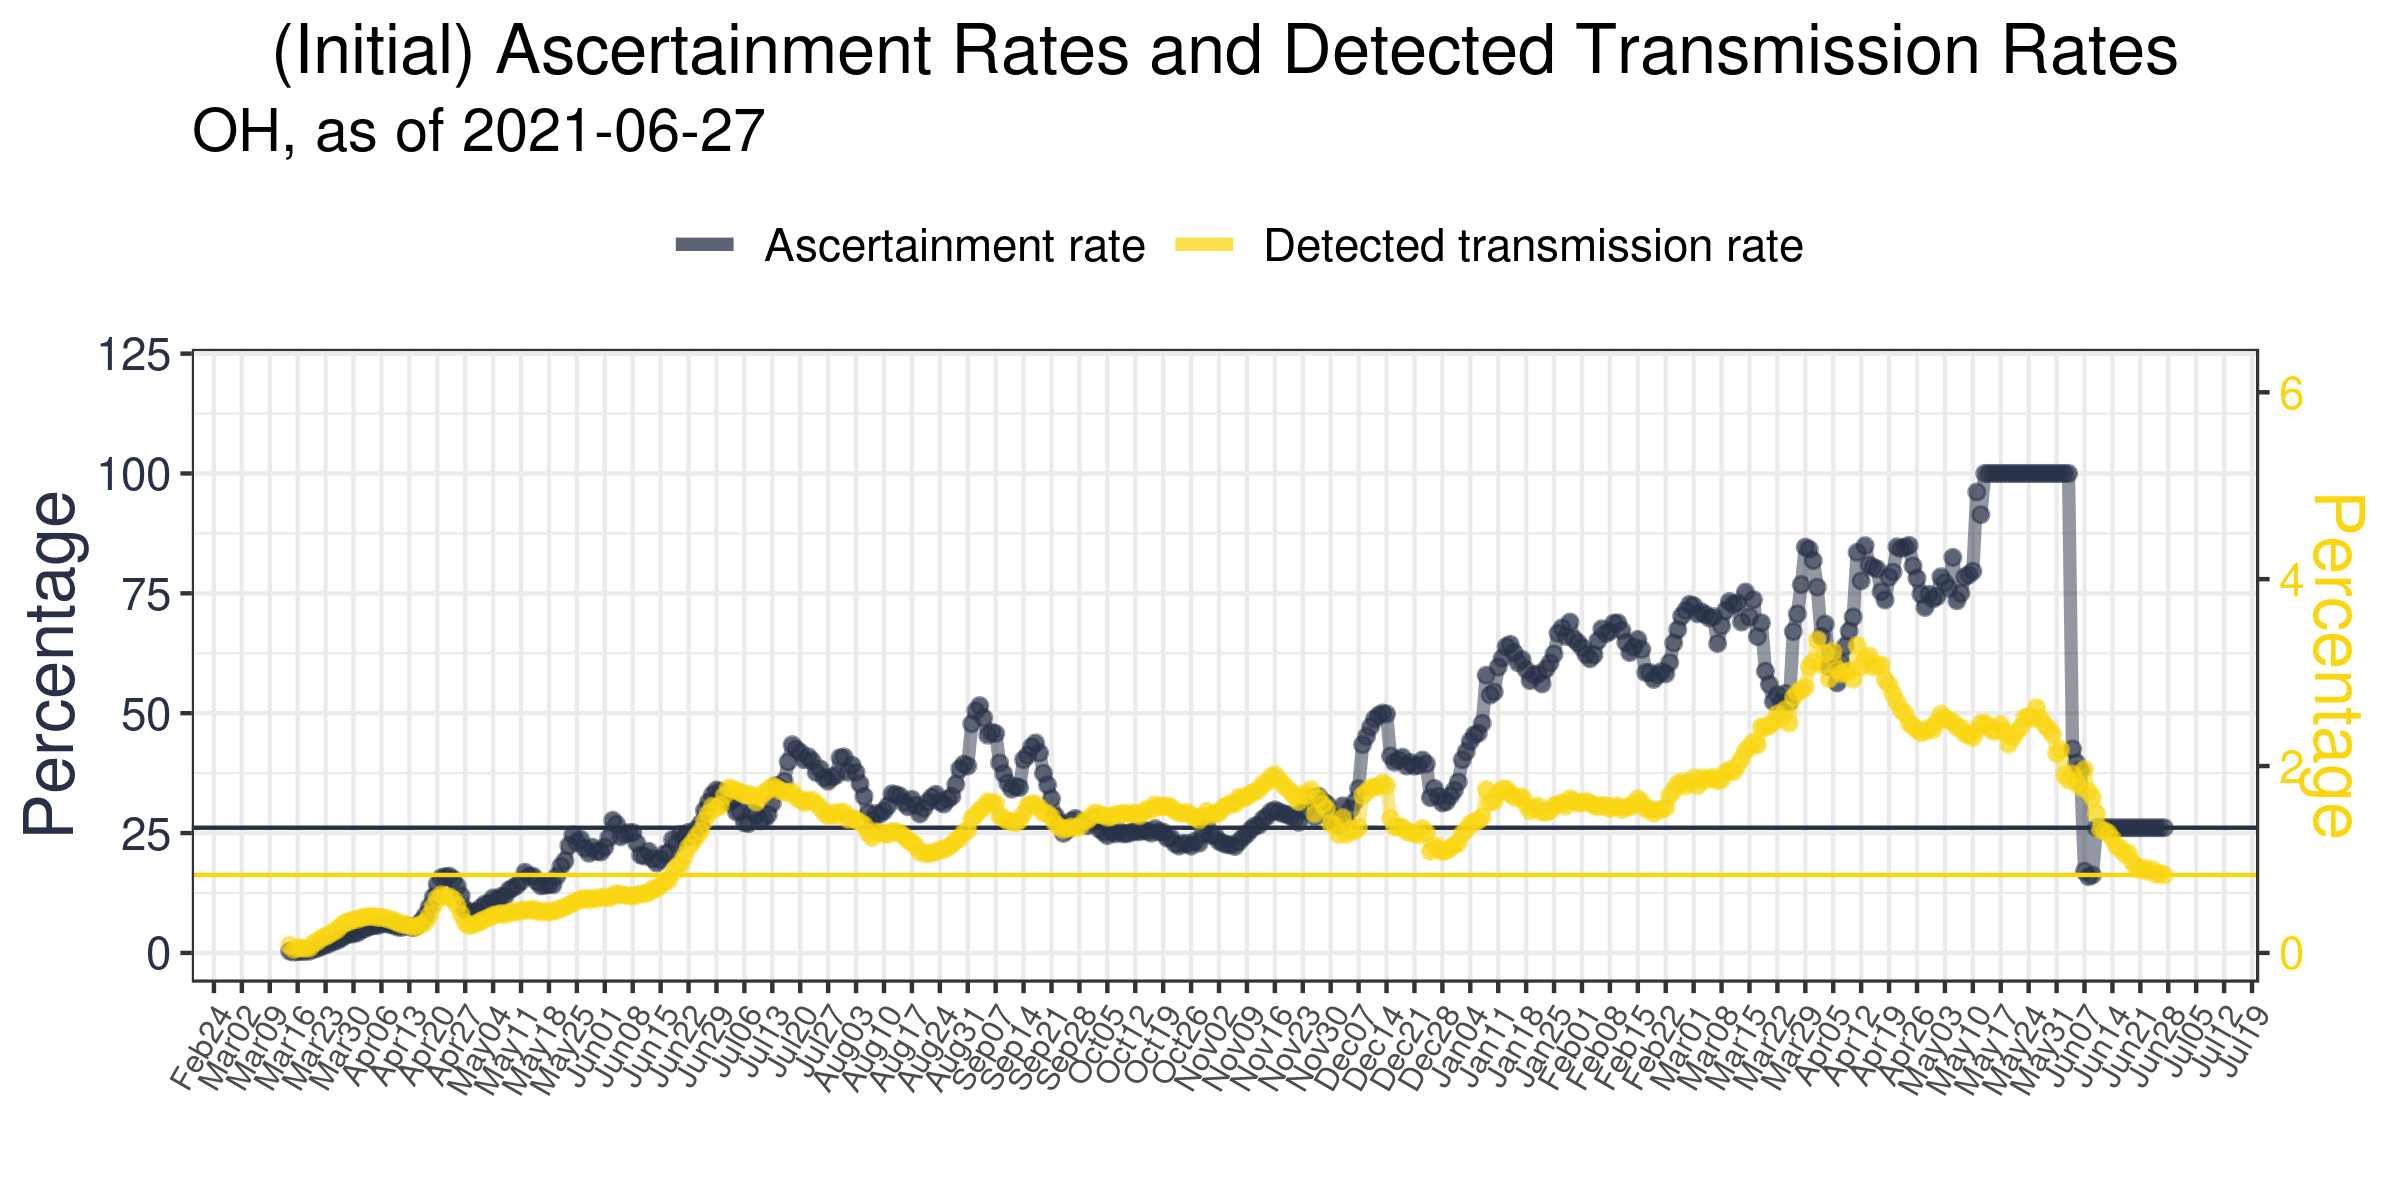 (Initial) Ascertainment Rates and Detected Transmission Rates
OH, as of 2021-06-27
Ascertainment rate
Detected transmission rate
Percentage
125
100
75
50
25
0
6
4
2
0
Percentage
Feb24
Mar02
Mar09
Mar16
Mar23
Mar30
Apr06
Apr13
Apr20
Apr27
May04
May11
May18
May25
Jun01
Jun08
Jun15
Jun22
Jun29
Jul06
Jul13
Jul20
Jul27
Aug03
Aug10
Aug17
Aug24
Aug31
Sep07
Sep14
Sep21
Sep28
Oct05
Oct12
Oct19
Oct26
Nov02
Nov09
Nov16
Nov23
Nov30
Dec07
Dec14
Dec21
Dec28
Jan04
Jan11
Jan18
Jan25
Feb01
Feb08
Feb15
Feb22
Mar01
Mar08
Mar15
Mar22
Mar29
Apr05
Apr12
Apr19
Apr26
May03
May10
May17
May24
May31
Jun07
Jun14
Jun21
Jun28
Jul05
Jul12
Jul19